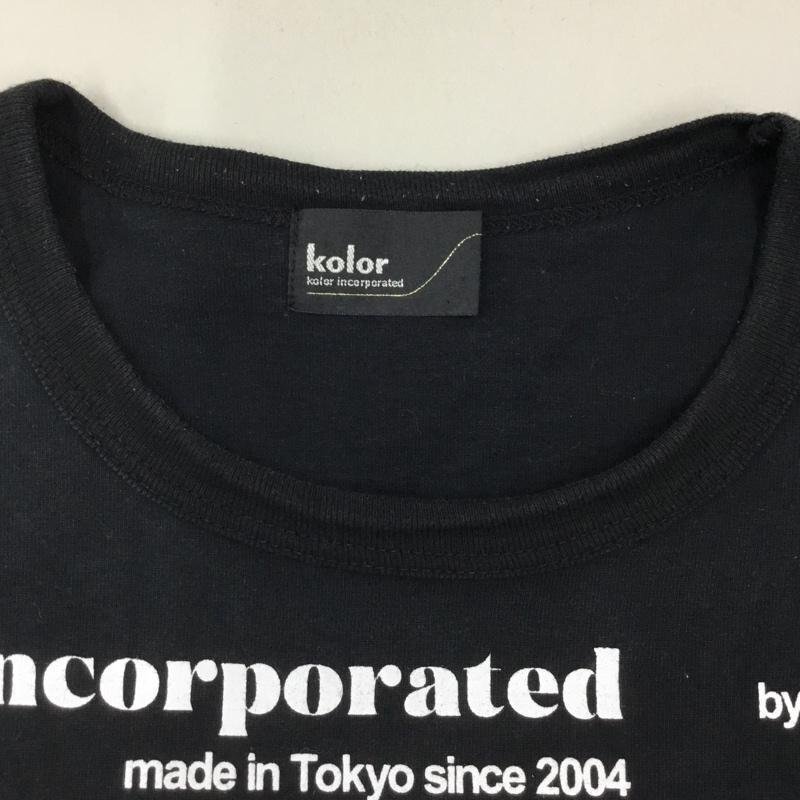 kolor
kolor incorporated
ncorporated
by
made in Tokyo since 2004